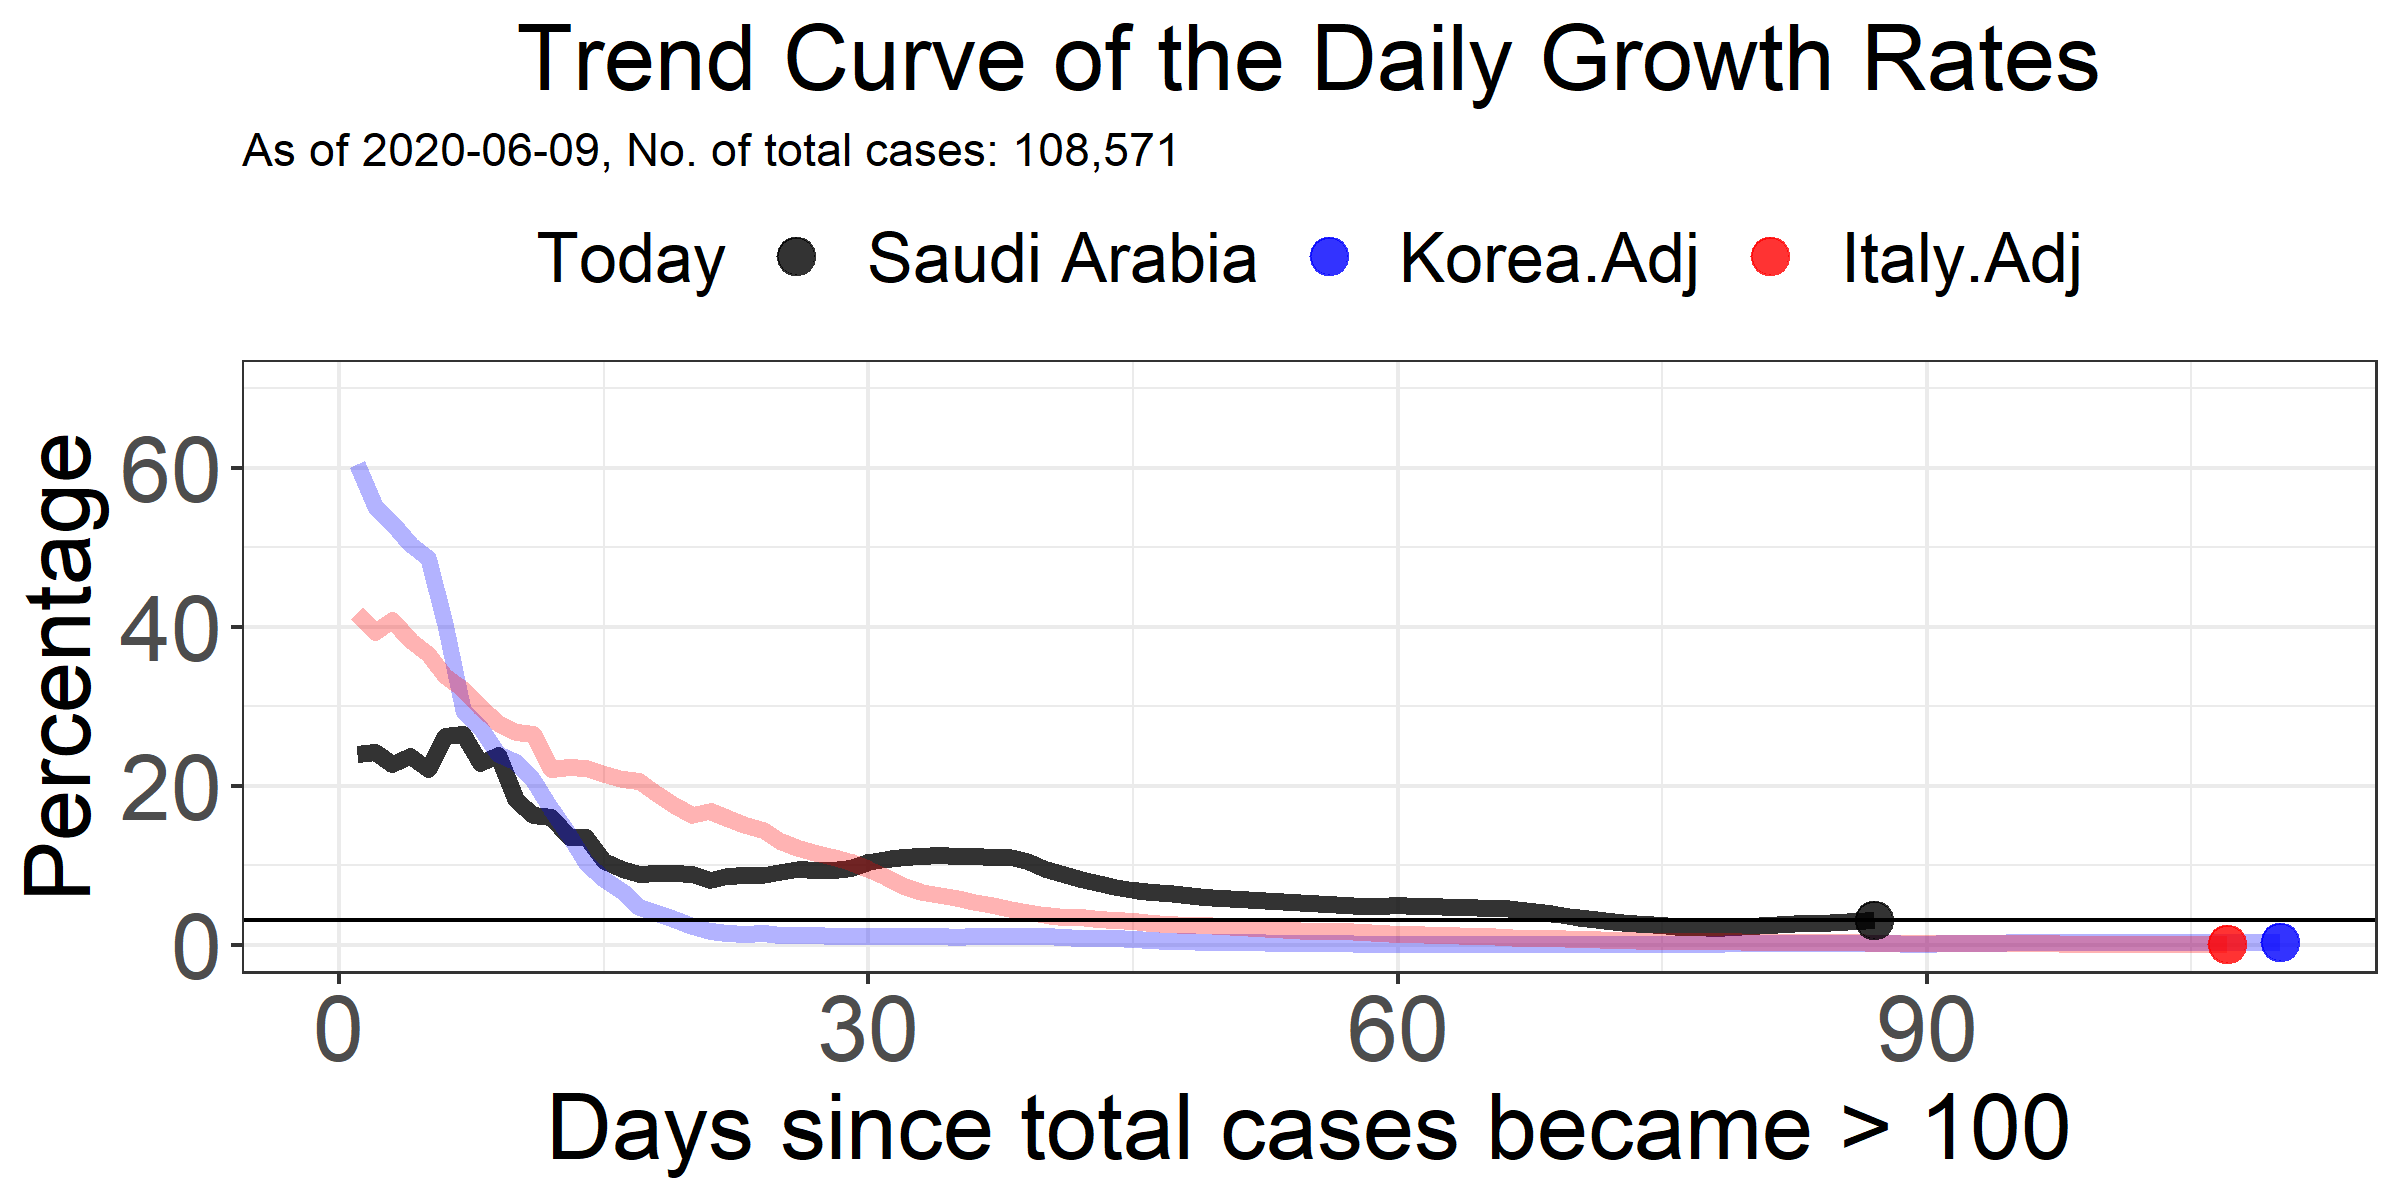 Trend Curve of the Daily Growth Rates
As of 2020-06-09, No. of total cases: 108,571
Today Saudi Arabia Korea.Adj Italy.Adj
Percentage
60
40
20
0
0 30 60 90
Days since total cases became > 100